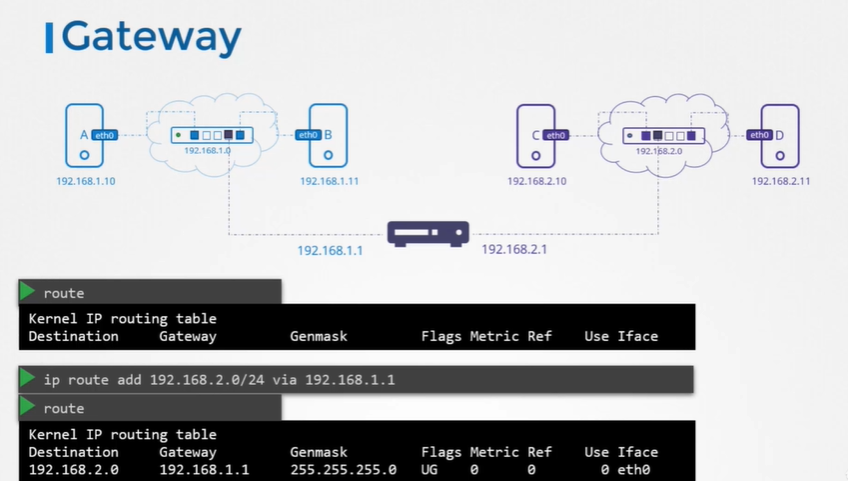 Gateway
A eth0
eth0 B
C eth0
eth0 D
192.168.1.0
192.168.2.0
192.168.1.10
192.168.1.11
192.168.2.10
192.168.2.11
192.168.1.1
192.168.2.1
route
Kernel IP routing table
Destination Gateway Genmask Flags Metric Ref Use Iface
ip route add 192.168.2.0/24 via 192.168.1.1
route
Kernel IP routing table
Destination Gateway Genmask Flags Metric Ref Use Iface
192.168.2.0 192.168.1.1 255.255.255.0 UG 0 0 0 eth0